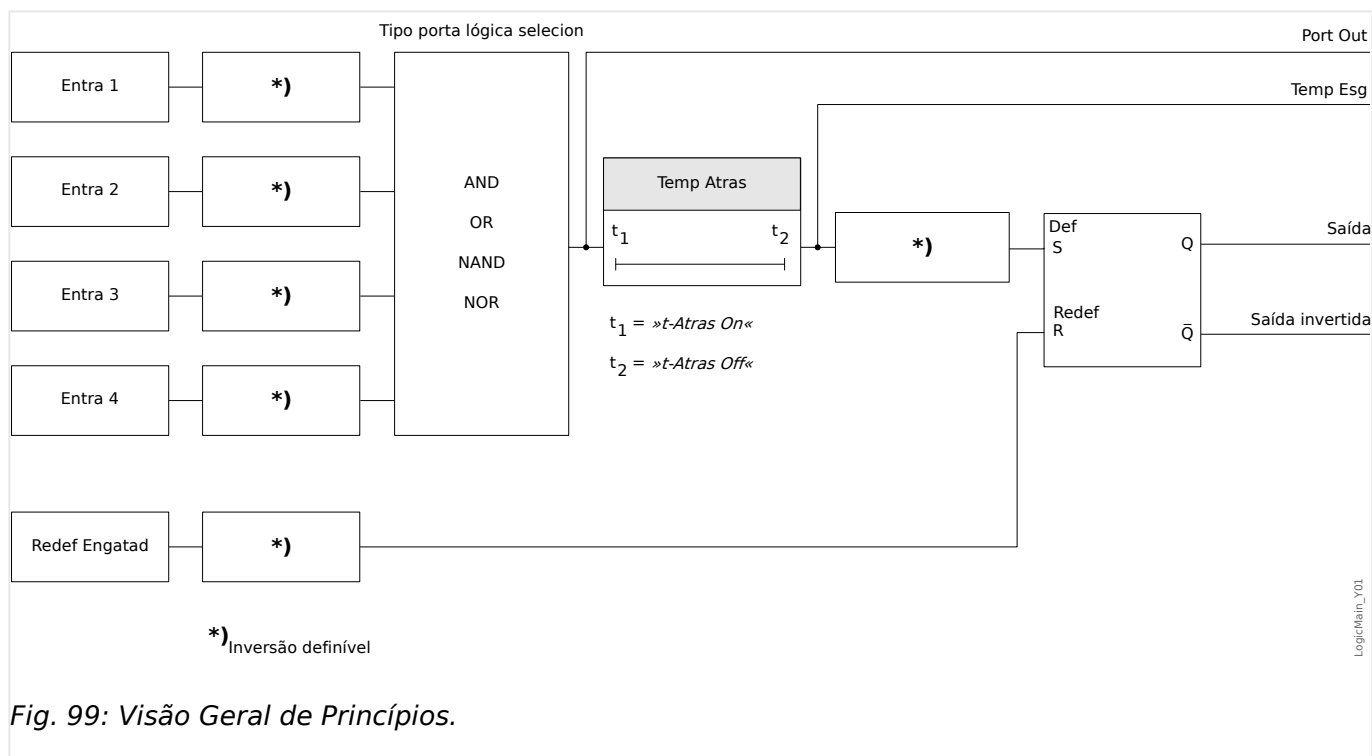 Tipo porta lógica selecion
Port Out
Entra 1
*)
Temp Esg
Entra 2
*)
AND
OR
NAND
NOR
Temp Atras
t1
t2
*)
Def
S
Q
Saída
Entra 3
*)
t1 = »t-Atras On«
t2 = »t-Atras Off«
Redef
R
Q̅
Saída invertida
Entra 4
*)
Redef Engatad
*)
*)Inversão definível
LogicMain_Y01
Fig. 99: Visão Geral de Princípios.